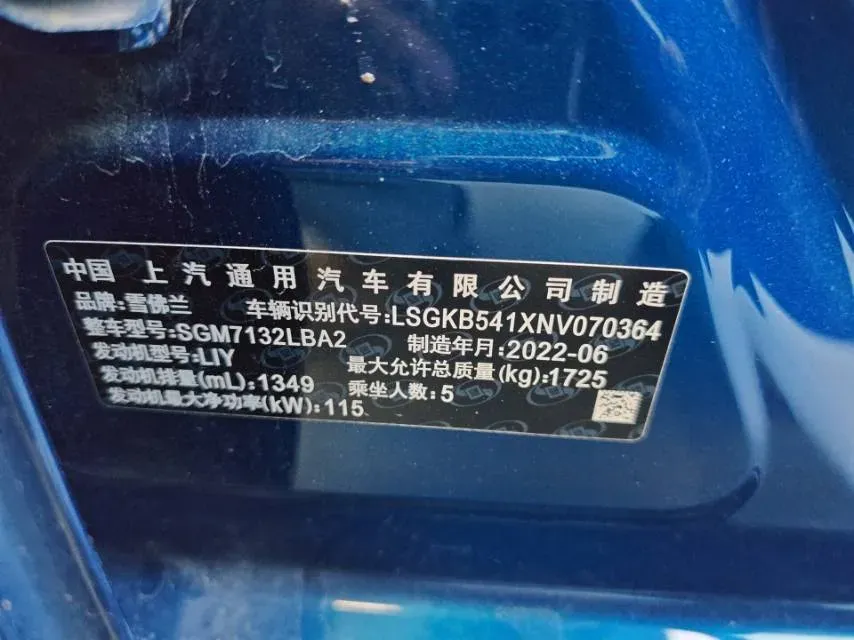 中国 上汽通用汽车有限公司制造
品牌:雪佛兰 车辆识别代号:LSGKB541XNV070364
整车型号:SGM7132LBA2 制造年月:2022-06
发动机型号:LIY 最大允许总质量(kg):1725
发动机排量(mL):1349 乘坐人数:5
发动机最大净功率(kW):115